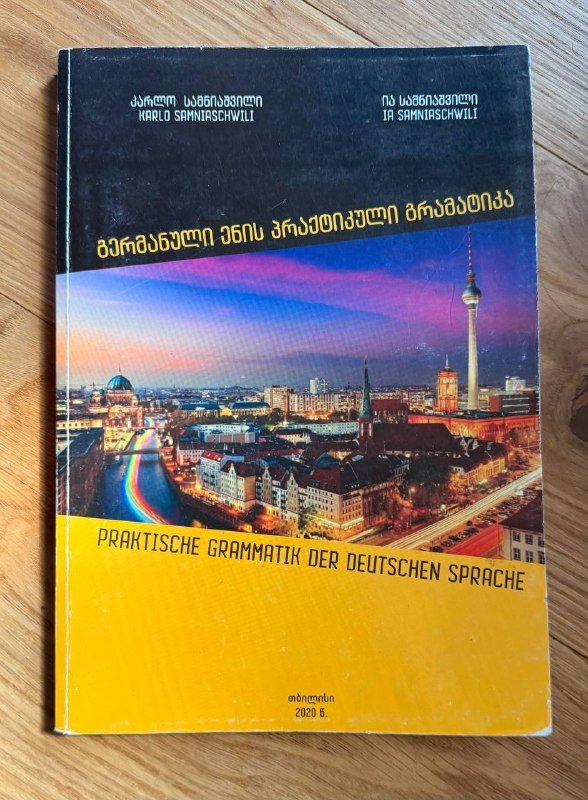 კარლო სამნიაშვილი
KARLO SAMNIASCHWILI
ია სამნიაშვილი
IA SAMNIASCHWILI
გერმანული ენის პრაქტიკული გრამატიკა
PRAKTISCHE GRAMMATIK DER DEUTSCHEN SPRACHE
თბილისი
2020 წ.